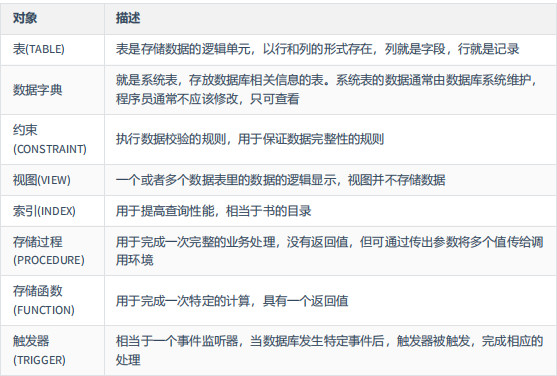 对象 描述
表(TABLE) 表是存储数据的逻辑单元，以行和列的形式存在，列就是字段，行就是记录
数据字典 就是系统表，存放数据库相关信息的表。系统表的数据通常由数据库系统维护，
程序员通常不应该修改，只可查看
约束
(CONSTRAINT)
执行数据校验的规则，用于保证数据完整性的规则
视图(VIEW) 一个或者多个数据表里的数据的逻辑显示，视图并不存储数据
索引(INDEX) 用于提高查询性能，相当于书的目录
存储过程
(PROCEDURE)
用于完成一次完整的业务处理，没有返回值，但可通过传出参数将多个值传给调
用环境
存储函数
(FUNCTION)
用于完成一次特定的计算，具有一个返回值
触发器
(TRIGGER)
相当于一个事件监听器，当数据库发生特定事件后，触发器被触发，完成相应的
处理